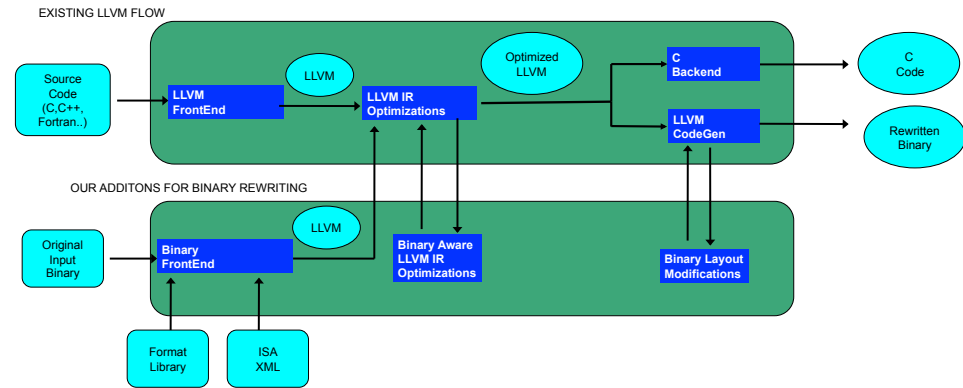 EXISTING LLVM FLOW
Source
Code
(C,C++,
Fortran..)
LLVM
FrontEnd
LLVM
LLVM IR
Optimizations
Optimized
LLVM
C
Backend
C
Code
LLVM
CodeGen
Rewritten
Binary
OUR ADDITONS FOR BINARY REWRITING
Original
Input
Binary
Binary
FrontEnd
LLVM
Binary Aware
LLVM IR
Optimizations
Binary Layout
Modifications
Format
Library
ISA
XML